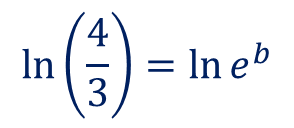 ln(4/3) = ln e^b